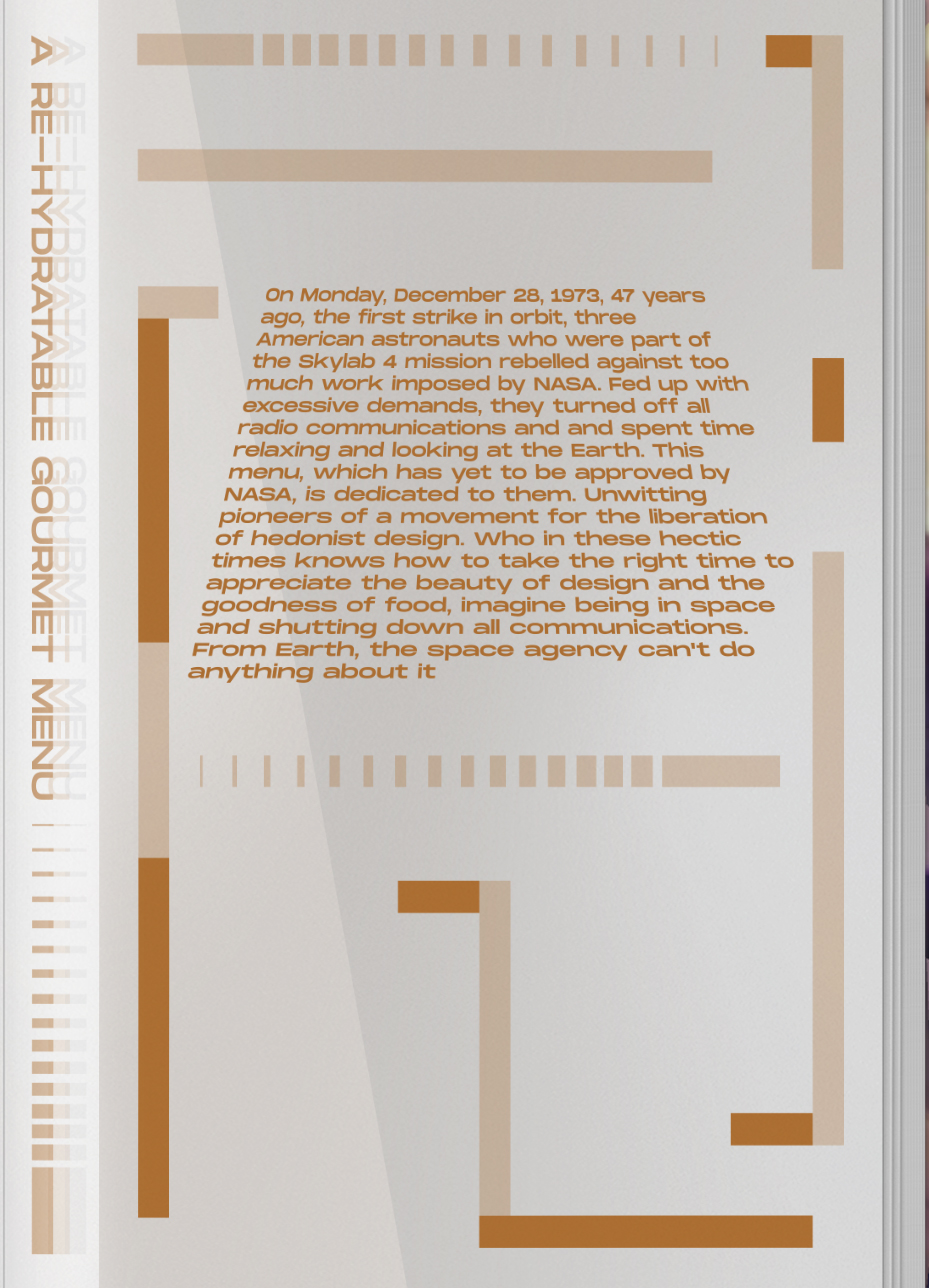 A RE–HYDRATABLE GOURMET MENU
On Monday, December 28, 1973, 47 years
ago, the first strike in orbit, three
American astronauts who were part of
the Skylab 4 mission rebelled against too
much work imposed by NASA. Fed up with
excessive demands, they turned off all
radio communications and and spent time
relaxing and looking at the Earth. This
menu, which has yet to be approved by
NASA, is dedicated to them. Unwitting
pioneers of a movement for the liberation
of hedonist design. Who in these hectic
times knows how to take the right time to
appreciate the beauty of design and the
goodness of food, imagine being in space
and shutting down all communications.
From Earth, the space agency can't do
anything about it